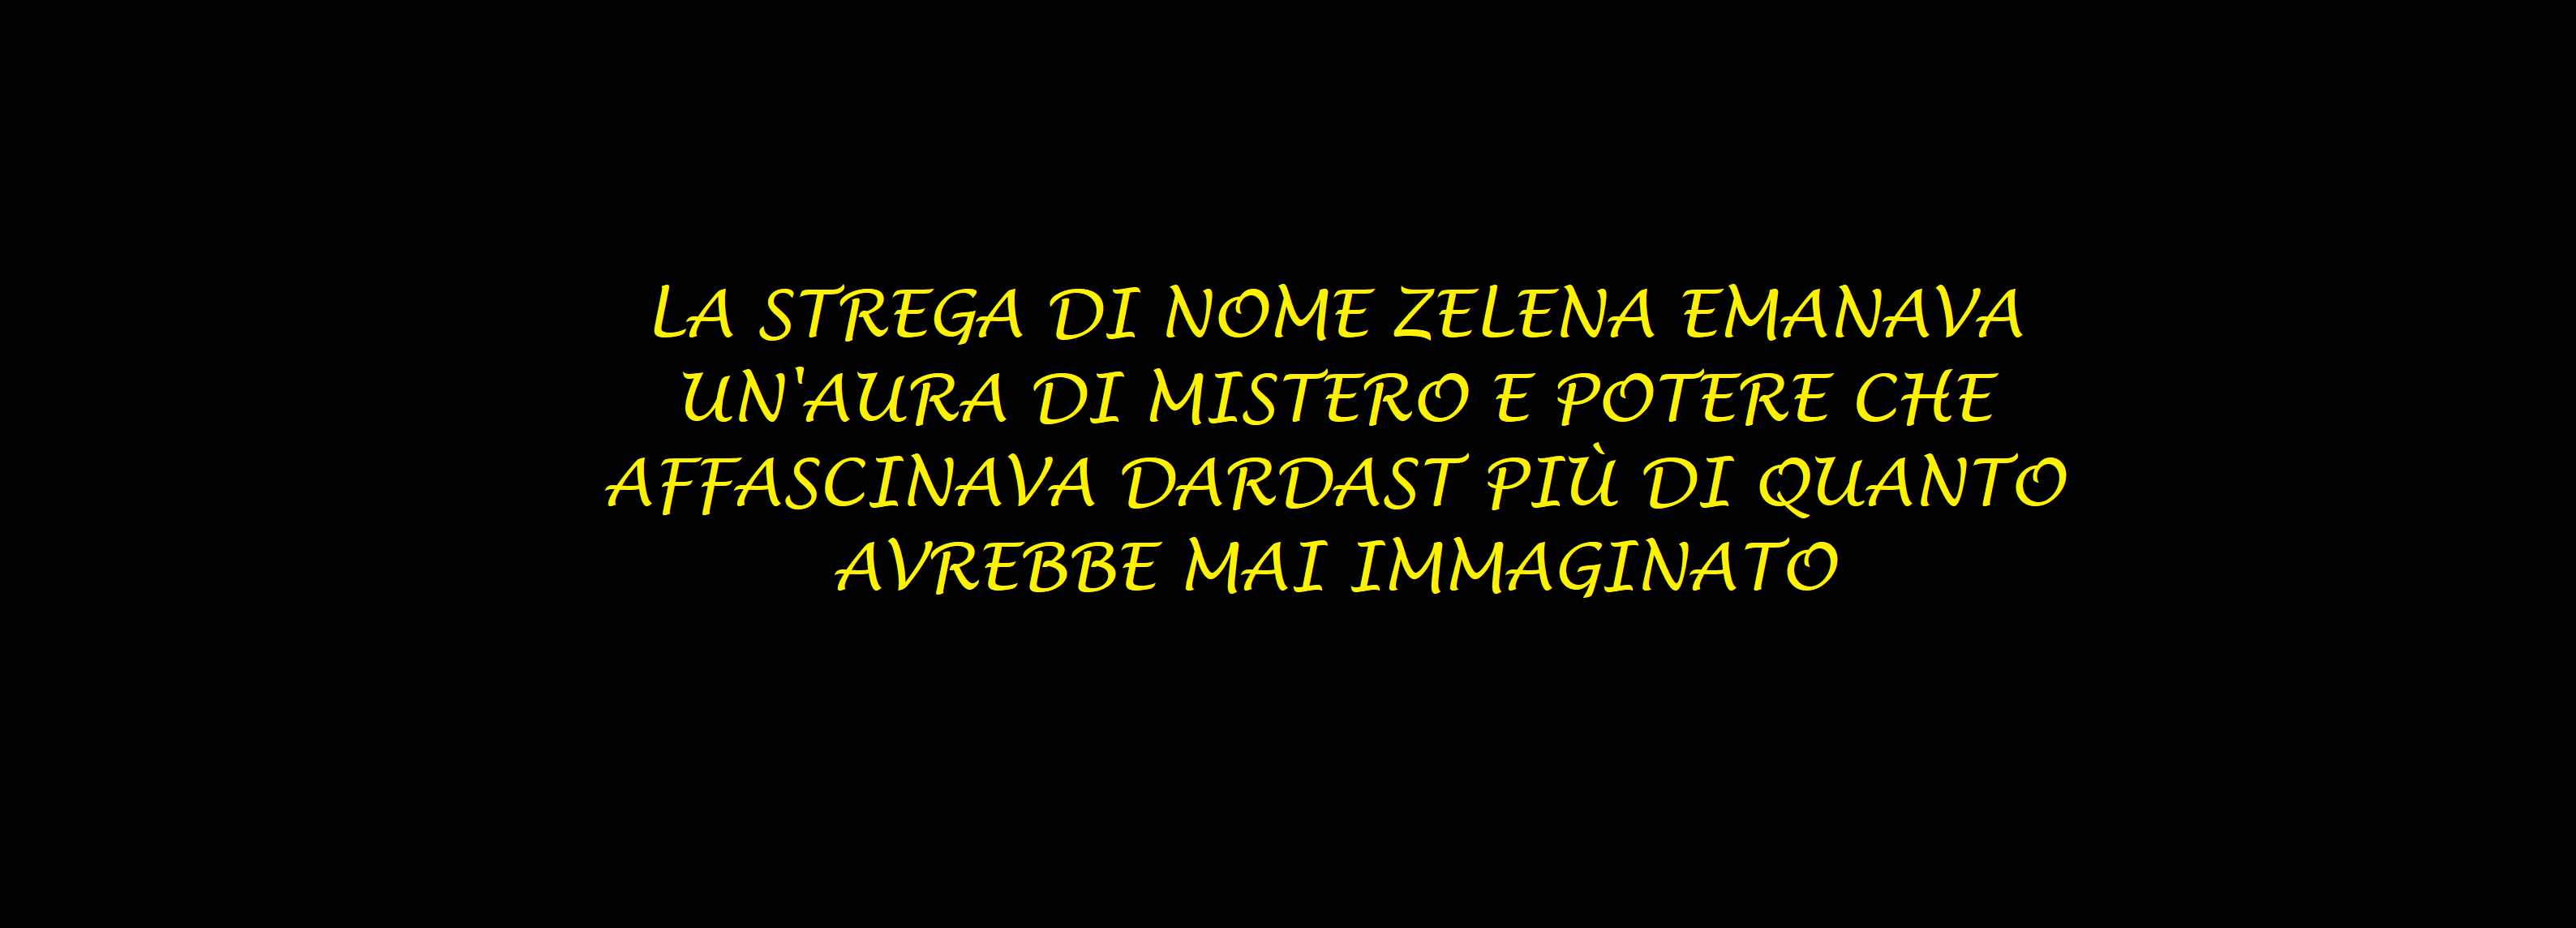 LA STREGA DI NOME ZELENA EMANAVA
UN'AURA DI MISTERO E POTERE CHE
AFFASCINAVA DARDAST PIÙ DI QUANTO
AVREBBE MAI IMMAGINATO